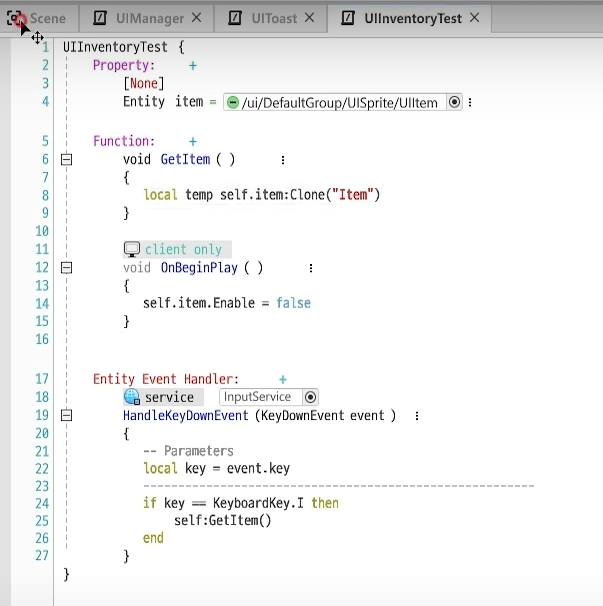 Scene UIManager UIToast UIInventoryTest
1 UIInventoryTest {
2 Property: +
3 [None]
4 Entity item = /ui/DefaultGroup/UISprite/UIItem
5 Function: +
6 void GetItem ( )
7 {
8 local temp self.item:Clone("Item")
9 }
10
11 client only
12 void OnBeginPlay ( )
13 {
14 self.item.Enable = false
15 }
16
17 Entity Event Handler: +
18 service InputService
19 HandleKeyDownEvent (KeyDownEvent event )
20 {
21 -- Parameters
22 local key = event.key
23 --------------------------------------------------------
24 if key == KeyboardKey.I then
25 self:GetItem()
26 end
27 }
}